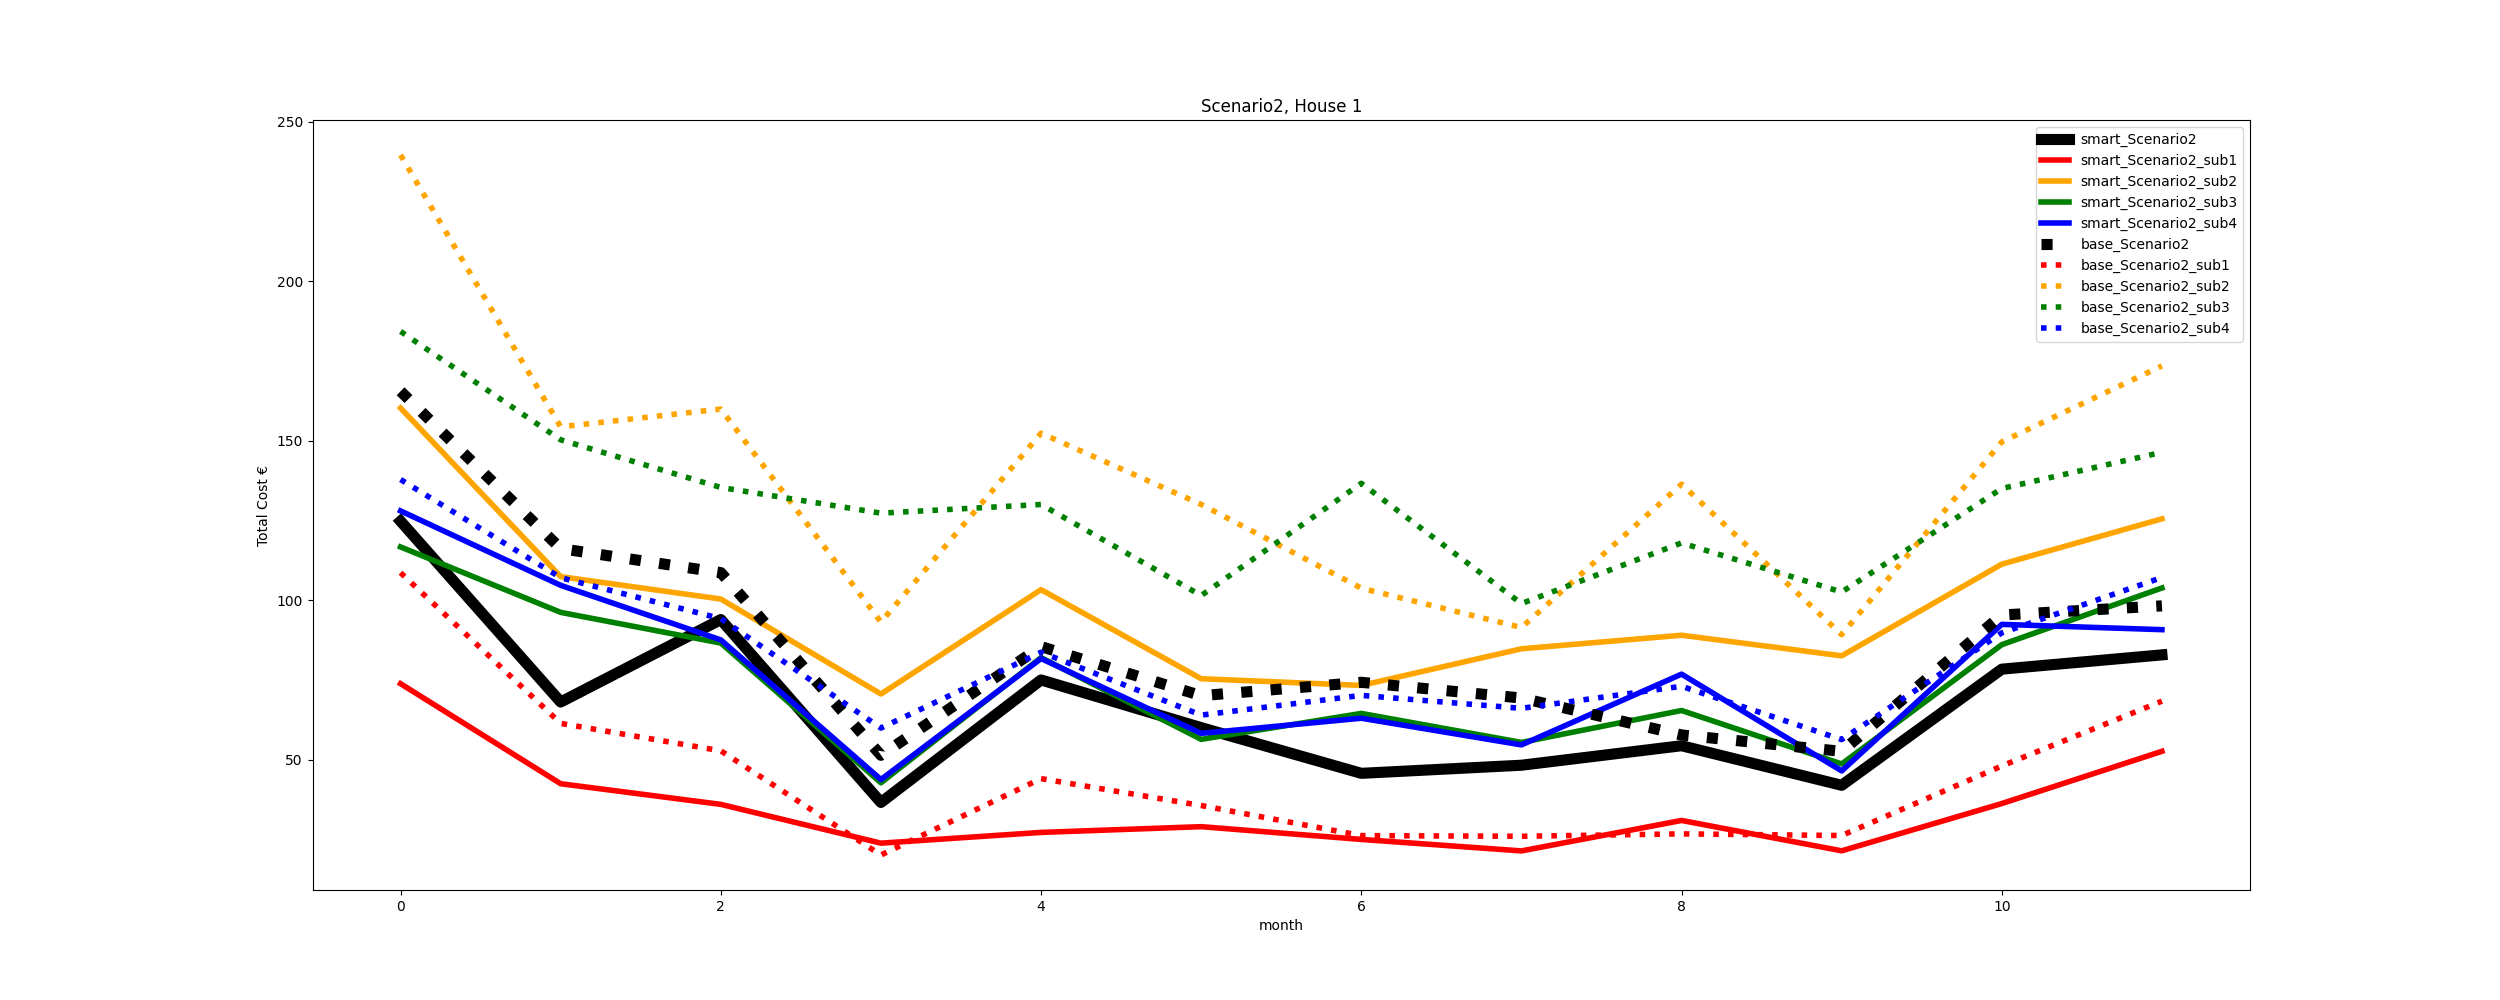 Scenario2, House 1
250
200
150
100
50
Total Cost €
0
2
4
6
8
10
month
smart_Scenario2
smart_Scenario2_sub1
smart_Scenario2_sub2
smart_Scenario2_sub3
smart_Scenario2_sub4
base_Scenario2
base_Scenario2_sub1
base_Scenario2_sub2
base_Scenario2_sub3
base_Scenario2_sub4